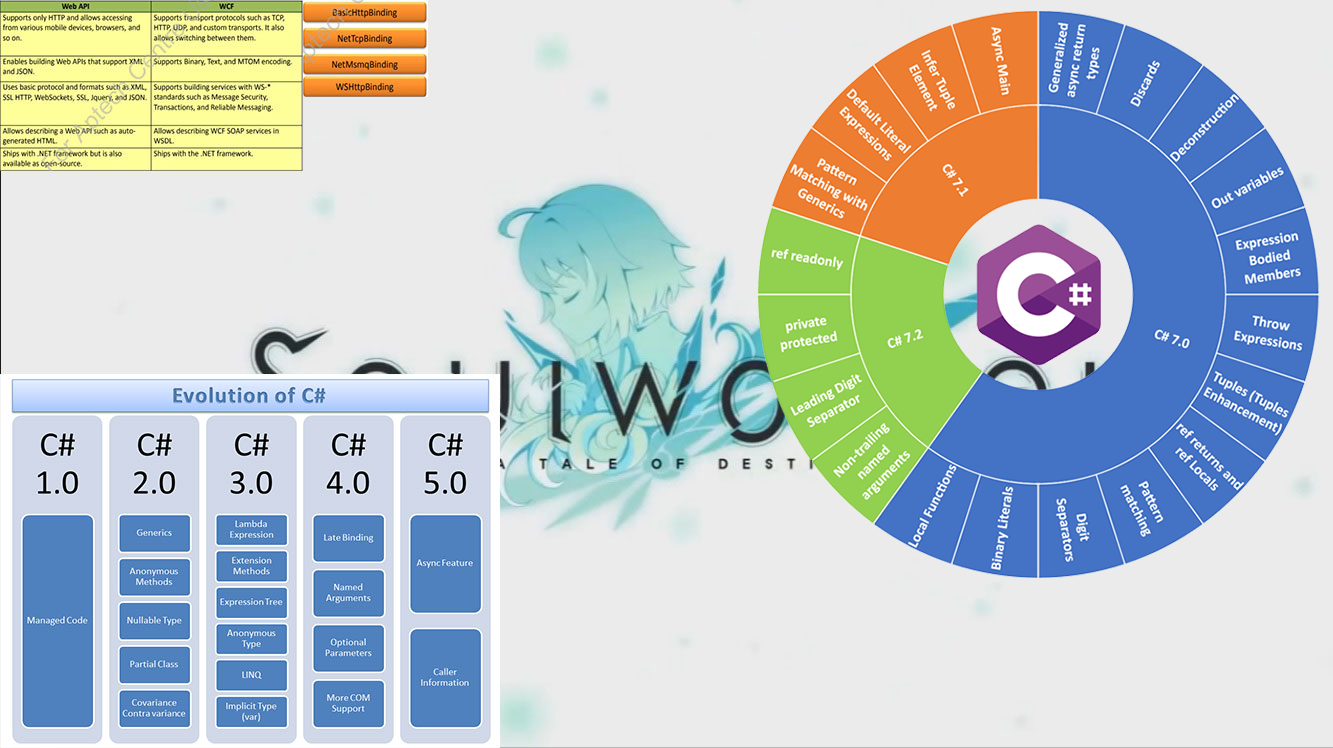 Web API
WCF
Supports only HTTP and allows accessing
from various mobile devices, browsers, and
so on.
Supports transport protocols such as TCP,
HTTP, UDP, and custom transports. It also
allows switching between them.
Enables building Web APIs that support XML
and JSON.
Supports Binary, Text, and MTOM encoding.
Uses basic protocol and formats such as XML,
SSL HTTP, WebSockets, SSL, Jquery, and JSON.
Supports building services with WS-*
standards such as Message Security,
Transactions, and Reliable Messaging.
Allows describing a Web API such as auto-
generated HTML.
Allows describing WCF SOAP services in
WSDL.
Ships with .NET framework but is also
available as open-source.
Ships with the .NET framework.
For Aptech Centre
BasicHttpBinding
NetTcpBinding
NetMsmqBinding
WSHttpBinding
A TALE OF DESTI
Evolution of C#
C#
1.0
Managed Code
C#
2.0
Generics
Anonymous
Methods
Nullable Type
Partial Class
Covariance
Contra variance
C#
3.0
Lambda
Expression
Extension
Methods
Expression Tree
Anonymous
Type
LINQ
Implicit Type
(var)
C#
4.0
Late Binding
Named
Arguments
Optional
Parameters
More COM
Support
C#
5.0
Async Feature
Caller
Information
C# 7.0
Generalized
async return
types
Discards
Deconstruction
Out variables
Expression
Bodied
Members
Throw
Expressions
Tuples (Tuples
Enhancement)
ref returns and
ref Locals
Pattern
matching
Digit
Separators
Binary Literals
Local Functions
C# 7.2
Non-trailing
named
arguments
Leading Digit
Separator
private
protected
ref readonly
C# 7.1
Pattern
Matching with
Generics
Default Literal
Expressions
Infer Tuple
Element
Async Main
C#